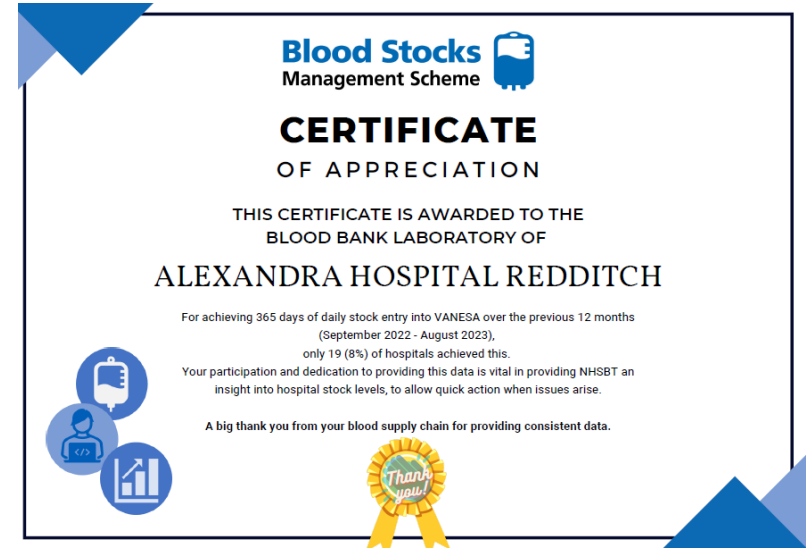 Blood Stocks
Management Scheme
CERTIFICATE
OF APPRECIATION
THIS CERTIFICATE IS AWARDED TO THE
BLOOD BANK LABORATORY OF
ALEXANDRA HOSPITAL REDDITCH
For achieving 365 days of daily stock entry into VANESA over the previous 12 months
(September 2022 - August 2023),
only 19 (8%) of hospitals achieved this.
Your participation and dedication to providing this data is vital in providing NHSBT an
insight into hospital stock levels, to allow quick action when issues arise.
A big thank you from your blood supply chain for providing consistent data.
</>
Thank
you!